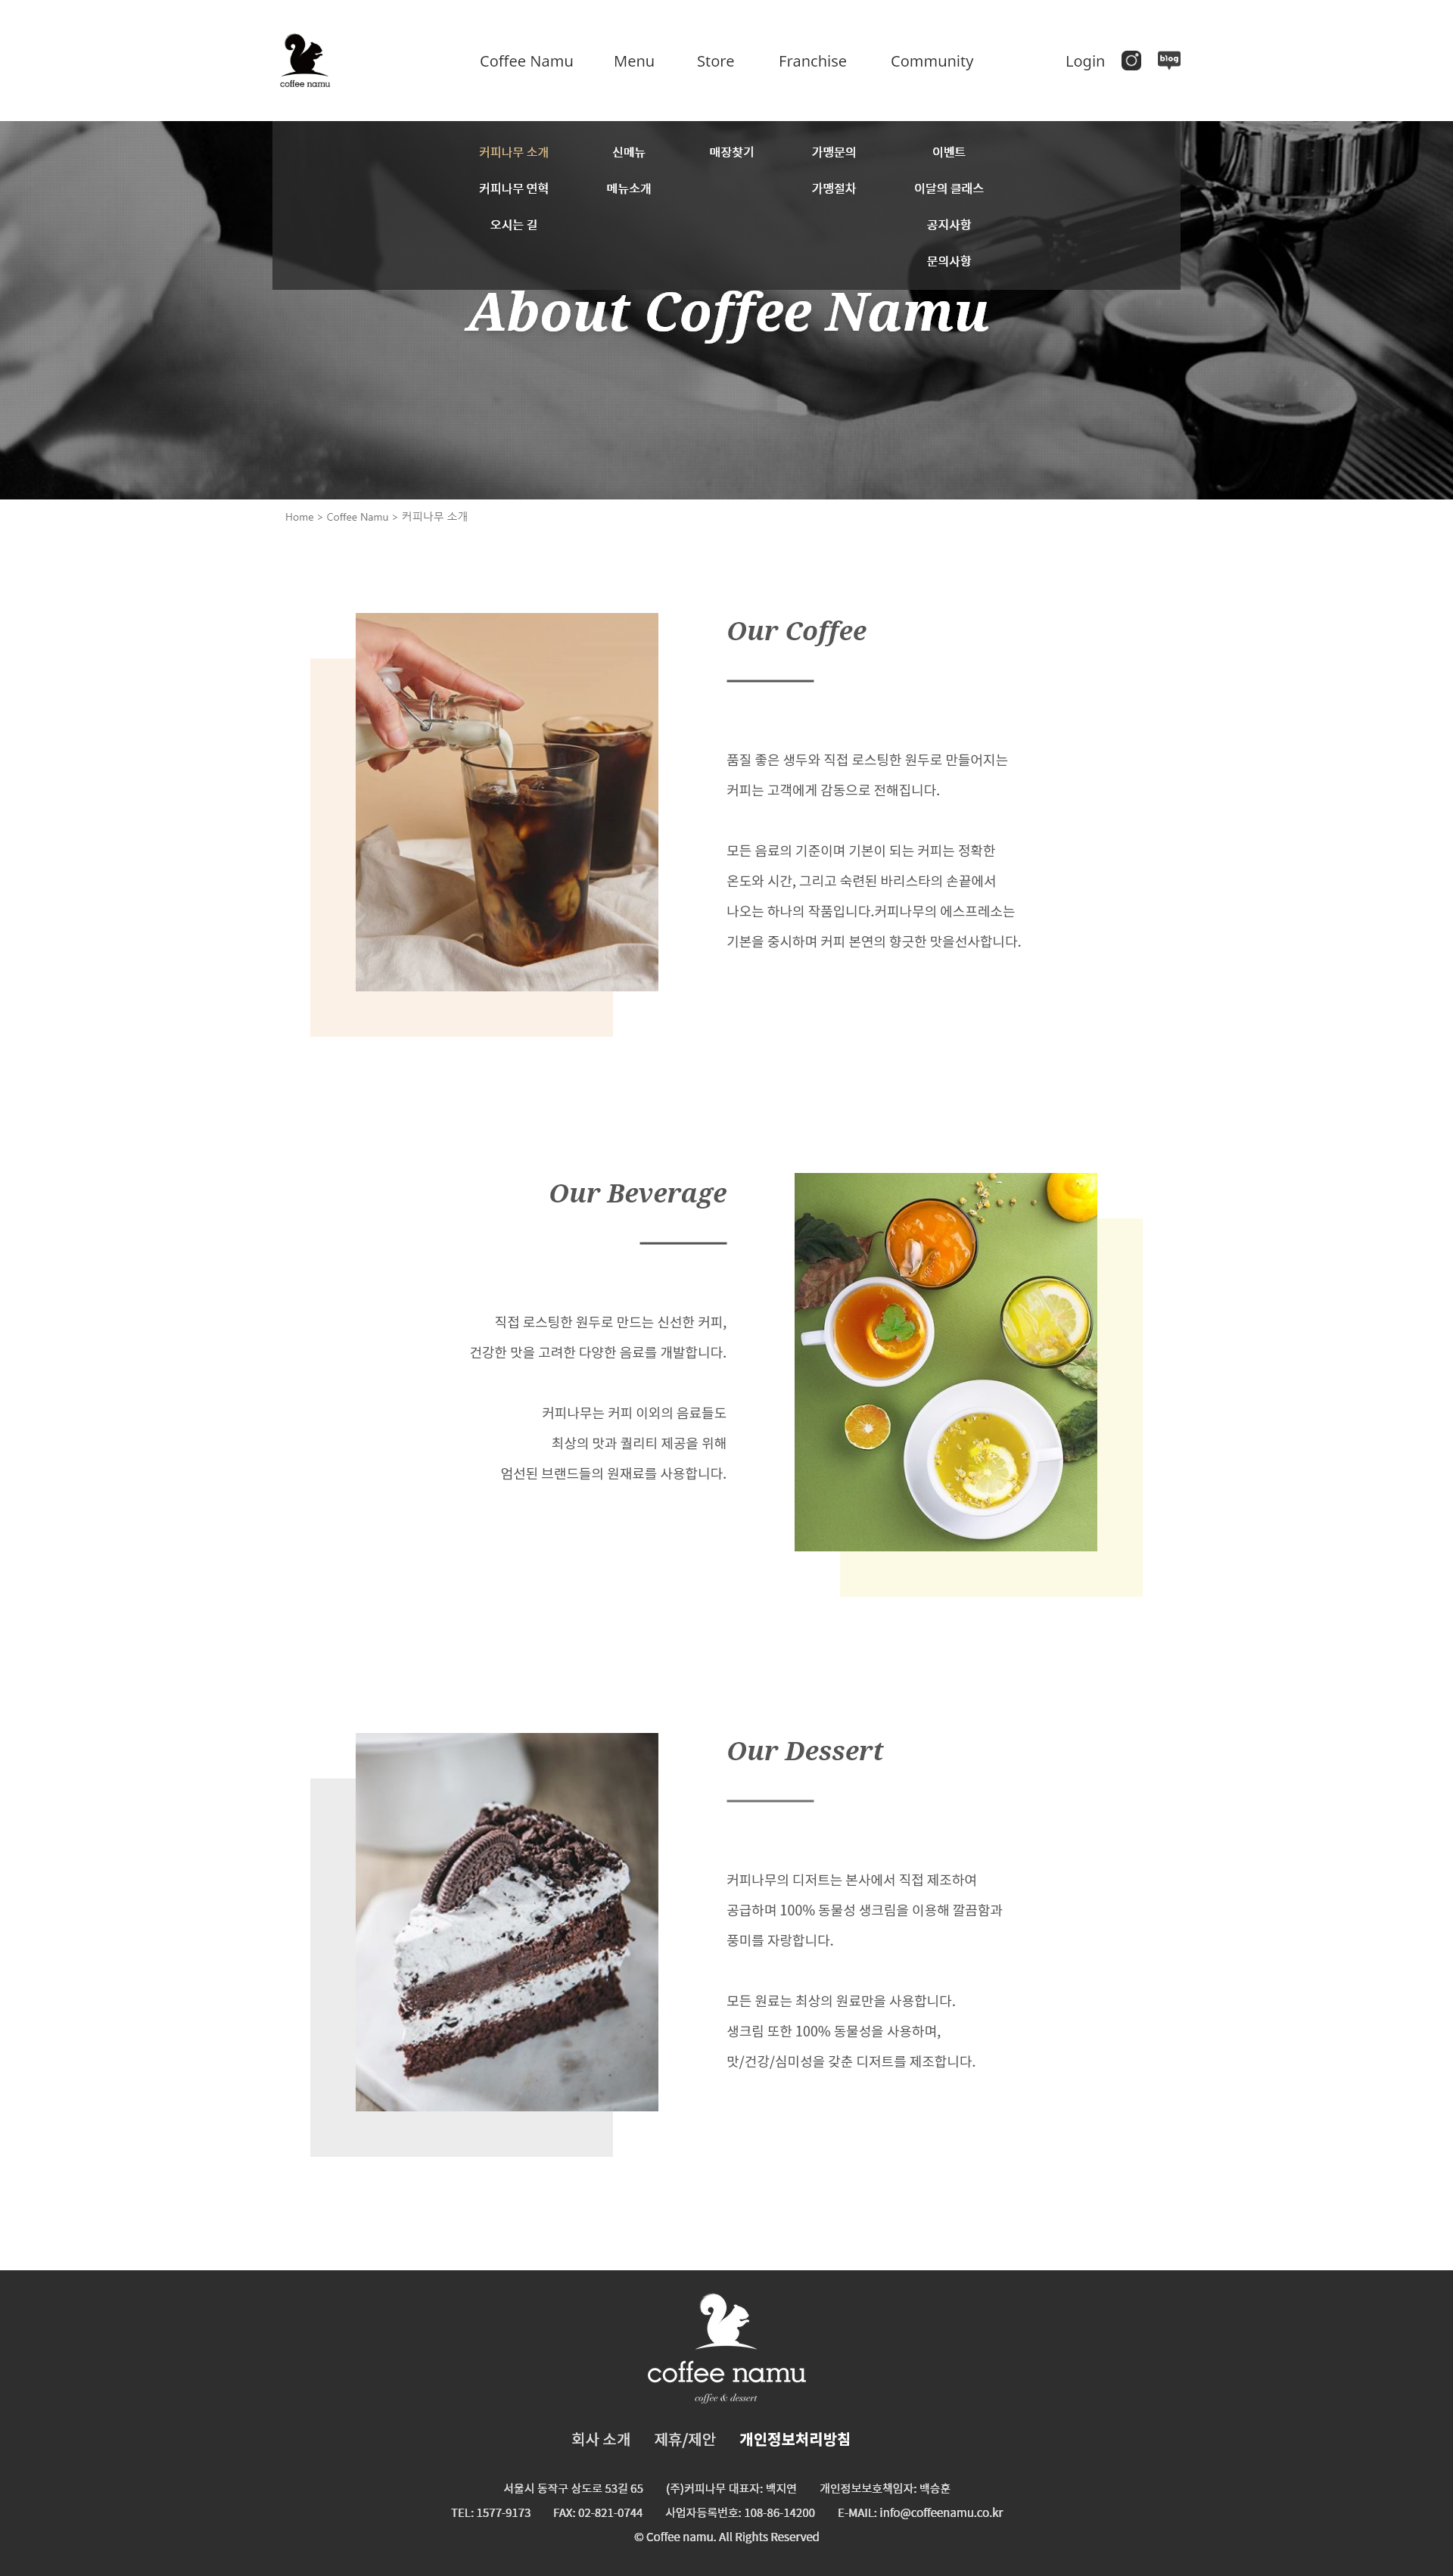 coffee namu
Coffee Namu
Menu
Store
Franchise
Community
Login
blog
커피나무 소개
신메뉴
매장찾기
가맹문의
이벤트
커피나무 연혁
메뉴소개
가맹절차
이달의 클래스
오시는 길
공지사항
문의사항
About Coffee Namu
Home > Coffee Namu > 커피나무 소개
Our Coffee
품질 좋은 생두와 직접 로스팅한 원두로 만들어지는
커피는 고객에게 감동으로 전해집니다.
모든 음료의 기준이며 기본이 되는 커피는 정확한
온도와 시간, 그리고 숙련된 바리스타의 손끝에서
나오는 하나의 작품입니다.커피나무의 에스프레소는
기본을 중시하며 커피 본연의 향긋한 맛을선사합니다.
Our Beverage
직접 로스팅한 원두로 만드는 신선한 커피,
건강한 맛을 고려한 다양한 음료를 개발합니다.
커피나무는 커피 이외의 음료들도
최상의 맛과 퀄리티 제공을 위해
엄선된 브랜드들의 원재료를 사용합니다.
Our Dessert
커피나무의 디저트는 본사에서 직접 제조하여
공급하며 100% 동물성 생크림을 이용해 깔끔함과
풍미를 자랑합니다.
모든 원료는 최상의 원료만을 사용합니다.
생크림 또한 100% 동물성을 사용하며,
맛/건강/심미성을 갖춘 디저트를 제조합니다.
coffee namu
coffee & dessert
회사 소개 제휴/제안 개인정보처리방침
서울시 동작구 상도로 53길 65 (주)커피나무 대표자: 백지연 개인정보보호책임자: 백승훈
TEL: 1577-9173 FAX: 02-821-0744 사업자등록번호: 108-86-14200 E-MAIL: info@coffeenamu.co.kr
© Coffee namu. All Rights Reserved